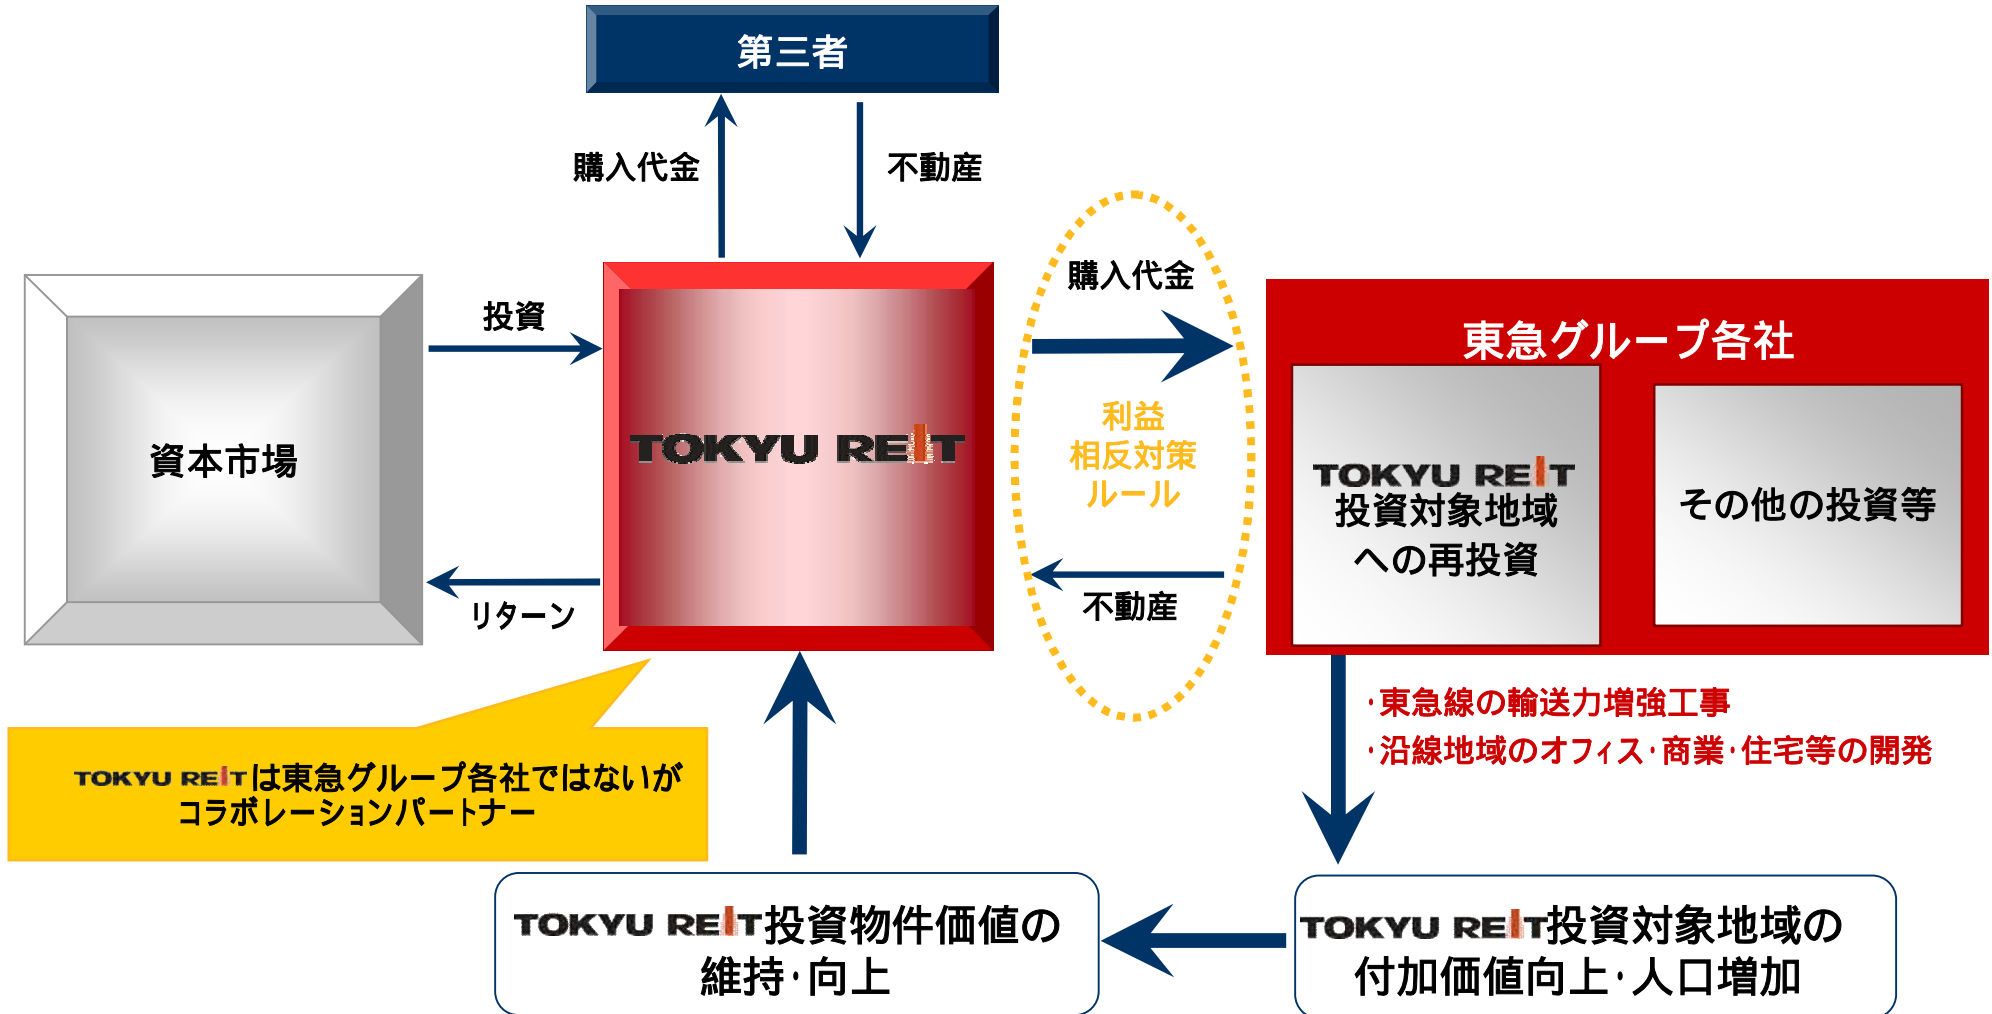 第三者
購入代金
不動産
購入代金
投資
東急グループ各社
TOKYU REIT
利益
相反対策
ルール
資本市場
TOKYU REIT
投資対象地域
への再投資
その他の投資等
リターン
不動産
・東急線の輸送力増強工事
・沿線地域のオフィス・商業・住宅等の開発
TOKYU REITは東急グループ各社ではないが
コラボレーションパートナー
TOKYU REIT投資物件価値の
維持・向上
TOKYU REIT投資対象地域の
付加価値向上・人口増加